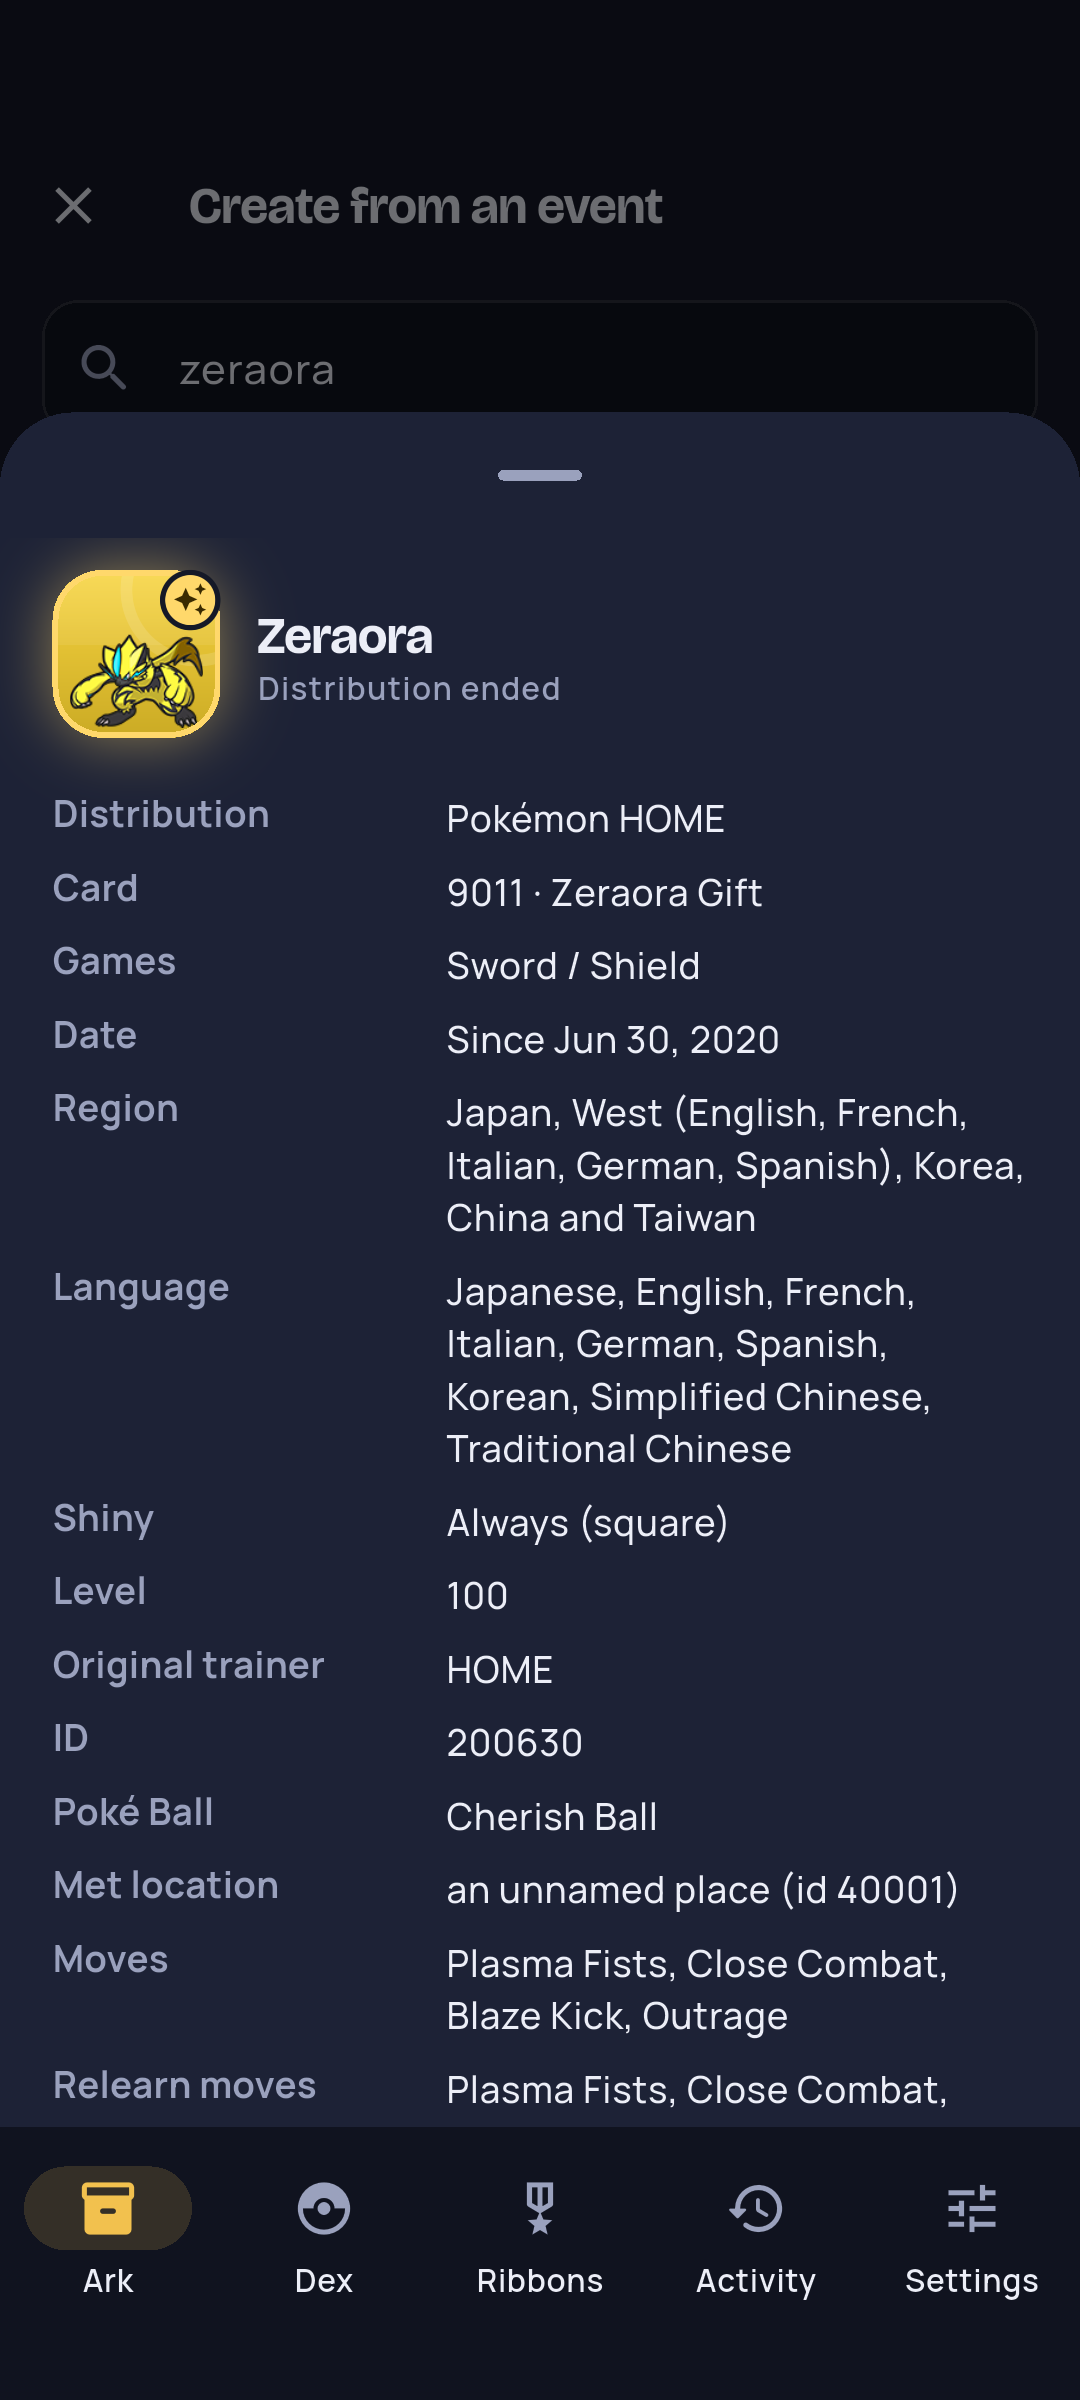 Create from an event
zeraora
Zeraora
Distribution ended
Distribution
Pokémon HOME
Card
9011 · Zeraora Gift
Games
Sword / Shield
Date
Since Jun 30, 2020
Region
Japan, West (English, French,
Italian, German, Spanish), Korea,
China and Taiwan
Language
Japanese, English, French,
Italian, German, Spanish,
Korean, Simplified Chinese,
Traditional Chinese
Shiny
Always (square)
Level
100
Original trainer
HOME
ID
200630
Poké Ball
Cherish Ball
Met location
an unnamed place (id 40001)
Moves
Plasma Fists, Close Combat,
Blaze Kick, Outrage
Relearn moves
Plasma Fists, Close Combat,
Ark
Dex
Ribbons
Activity
Settings